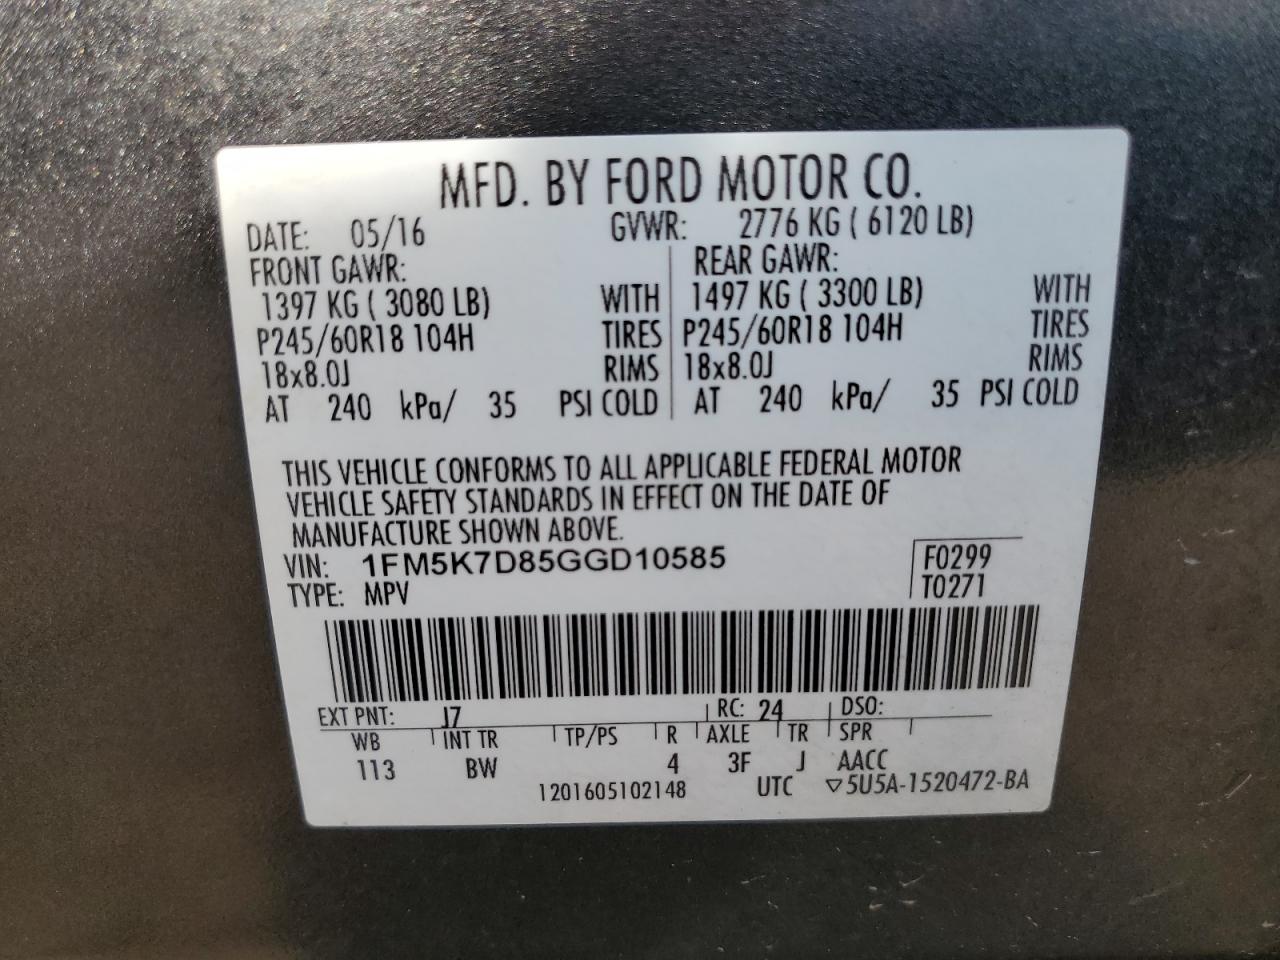 MFD. BY FORD MOTOR CO.
DATE: 05/16 GVWR: 2776 KG ( 6120 LB)
FRONT GAWR: REAR GAWR:
1397 KG ( 3080 LB) WITH 1497 KG ( 3300 LB) WITH
P245/60R18 104H TIRES P245/60R18 104H TIRES
18x8.0J RIMS 18x8.0J RIMS
AT 240 kPa/ 35 PSI COLD AT 240 kPa/ 35 PSI COLD
THIS VEHICLE CONFORMS TO ALL APPLICABLE FEDERAL MOTOR
VEHICLE SAFETY STANDARDS IN EFFECT ON THE DATE OF
MANUFACTURE SHOWN ABOVE.
VIN: 1FM5K7D85GGD10585 F0299
TYPE: MPV T0271
EXT PNT: J7 RC: 24 DSO:
WB INT TR TP/PS R AXLE TR SPR
113 BW 4 3F J AACC
1201605102148 UTC ▽5U5A-1520472-BA